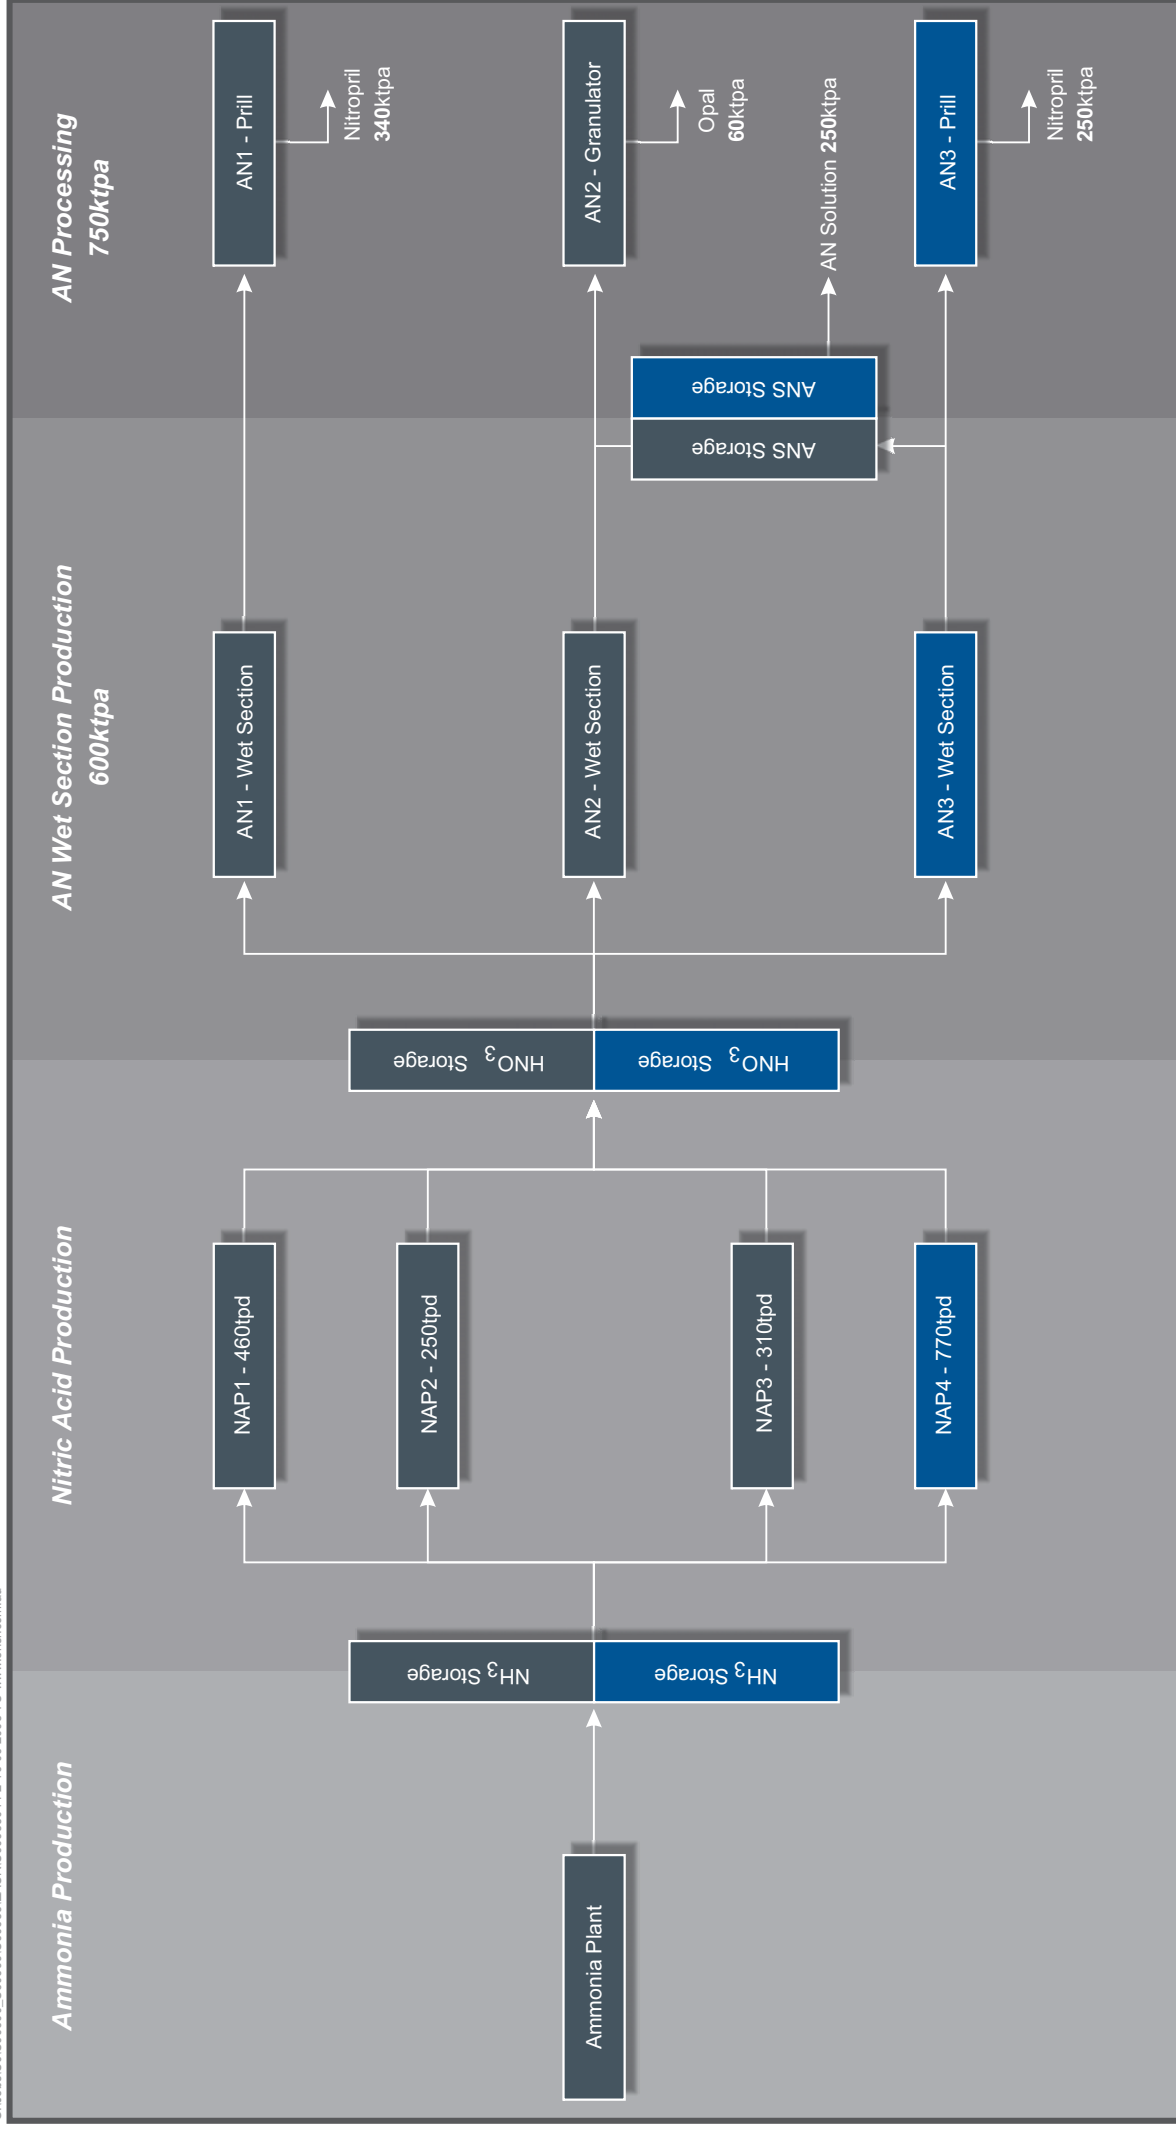 Ammonia Production
Nitric Acid Production
AN Wet Section Production
600ktpa
AN Processing
750ktpa
Ammonia Plant
NH3 Storage
NH3 Storage
NAP1 - 460tpd
NAP2 - 250tpd
NAP3 - 310tpd
NAP4 - 770tpd
HNO3 Storage
HNO3 Storage
AN1 - Wet Section
AN2 - Wet Section
AN3 - Wet Section
ANS Storage
ANS Storage
AN1 - Prill
Nitropril
340ktpa
AN2 - Granulator
Opal
60ktpa
AN Solution 250ktpa
AN3 - Prill
Nitropril
250ktpa